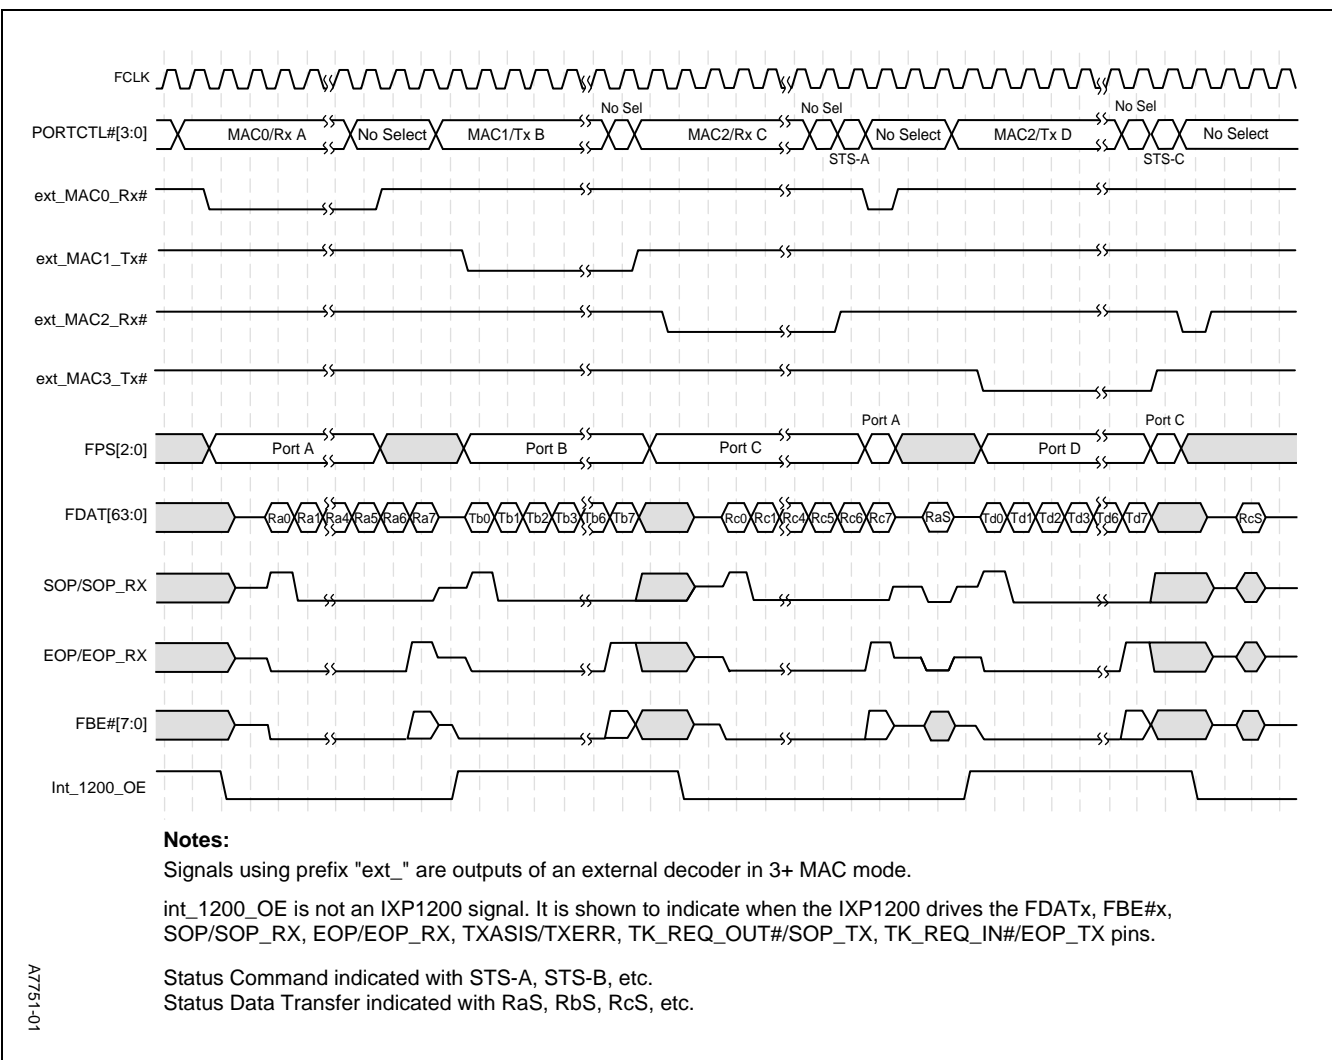 FCLK
No Sel No Sel No Sel
PORTCTL#[3:0] MAC0/Rx A No Select MAC1/Tx B MAC2/Rx C No Select MAC2/Tx D No Select
STS-A STS-C
ext_MAC0_Rx#
ext_MAC1_Tx#
ext_MAC2_Rx#
ext_MAC3_Tx#
Port A Port C
FPS[2:0] Port A Port B Port C Port D
FDAT[63:0] Ra0 Ra1 Ra4 Ra5 Ra6 Ra7 Tb0 Tb1 Tb2 Tb3 Tb6 Tb7 Rc0 Rc1 Rc4 Rc5 Rc6 Rc7 RaS Td0 Td1 Td2 Td3 Td6 Td7 RcS
SOP/SOP_RX
EOP/EOP_RX
FBE#[7:0]
Int_1200_OE
Notes:
Signals using prefix "ext_" are outputs of an external decoder in 3+ MAC mode.
int_1200_OE is not an IXP1200 signal. It is shown to indicate when the IXP1200 drives the FDATx, FBE#x,
SOP/SOP_RX, EOP/EOP_RX, TXASIS/TXERR, TK_REQ_OUT#/SOP_TX, TK_REQ_IN#/EOP_TX pins.
Status Command indicated with STS-A, STS-B, etc.
Status Data Transfer indicated with RaS, RbS, RcS, etc.
A7751-01